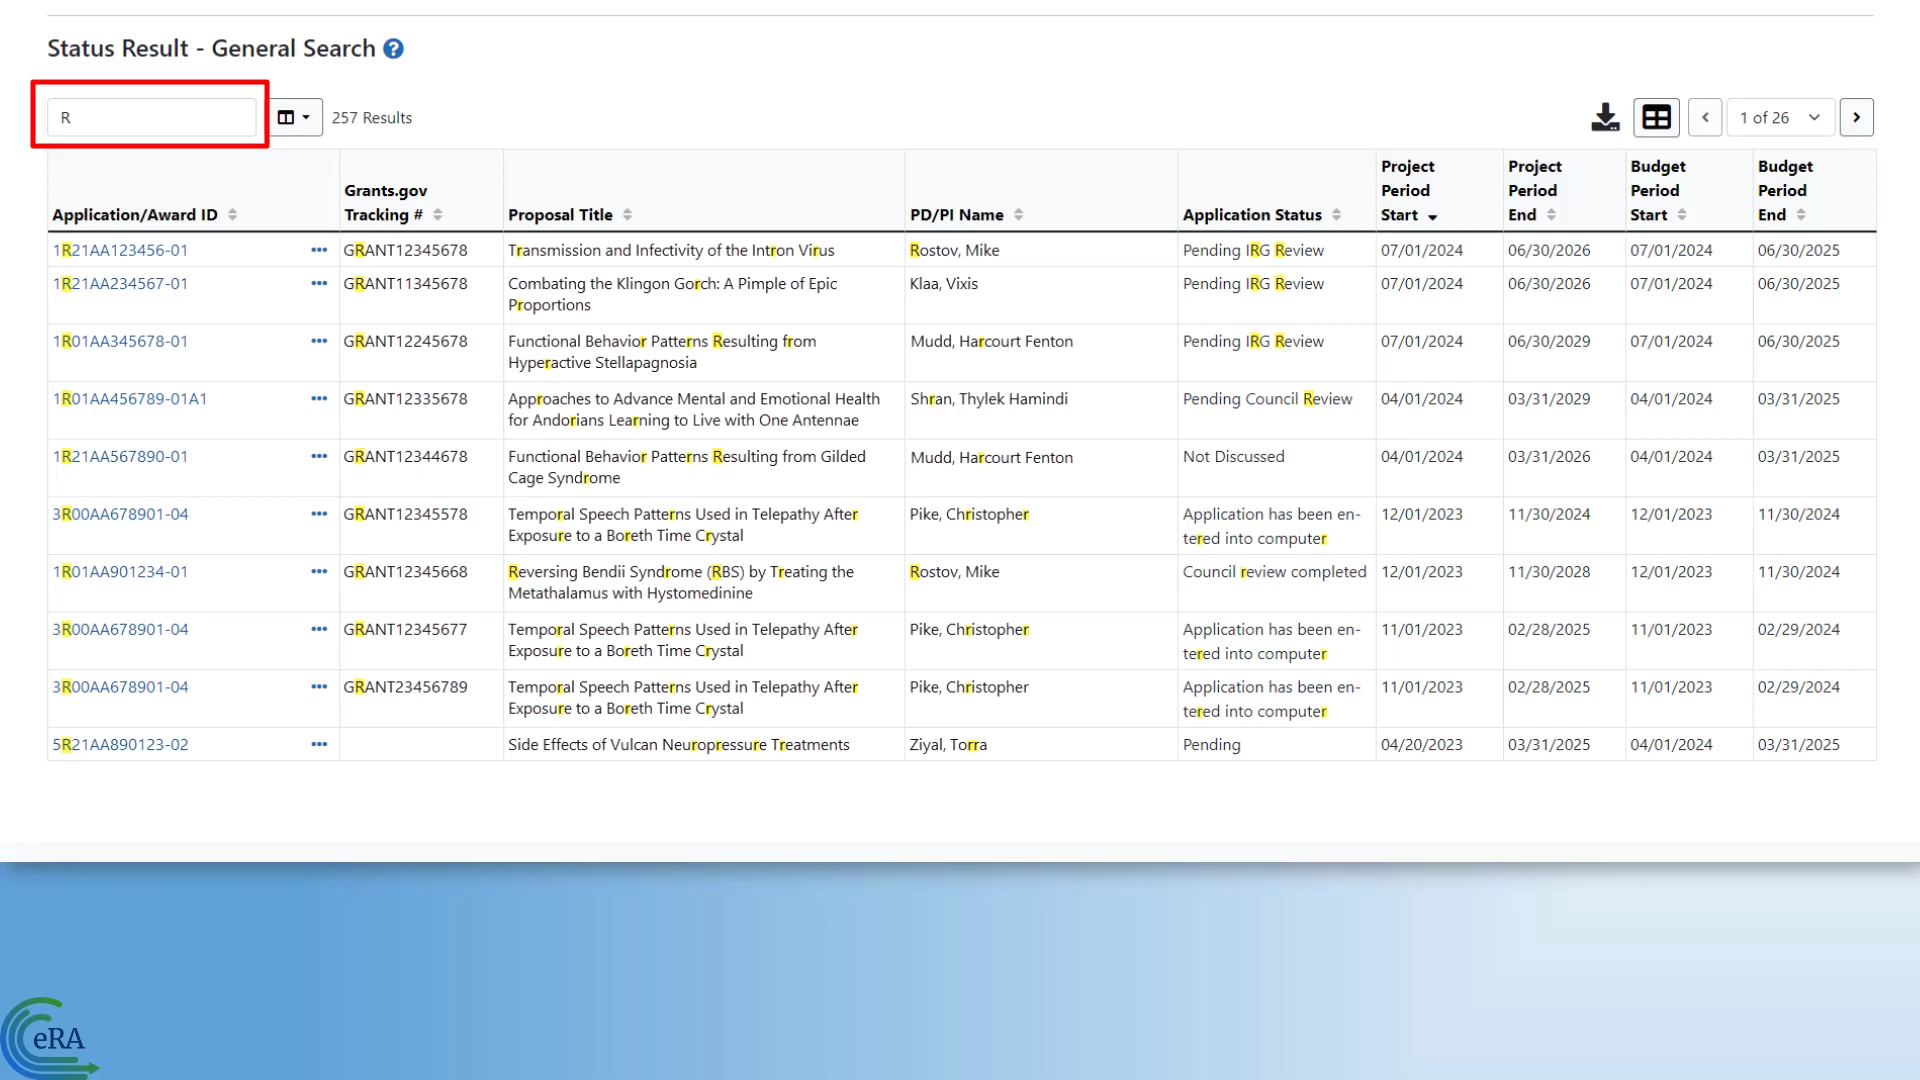 Status Result - General Search ?
R
257 Results
1 of 26
Application/Award ID
Grants.gov
Tracking #
Proposal Title
PD/PI Name
Application Status
Project
Period
Start
Project
Period
End
Budget
Period
Start
Budget
Period
End
1R21AA123456-01 ••• GRANT12345678 Transmission and Infectivity of the Intron Virus Rostov, Mike Pending IRG Review 07/01/2024 06/30/2026 07/01/2024 06/30/2025
1R21AA234567-01 ••• GRANT11345678 Combating the Klingon Gorch: A Pimple of Epic Klaa, Vixis Pending IRG Review 07/01/2024 06/30/2026 07/01/2024 06/30/2025
Proportions
1R01AA345678-01 ••• GRANT12245678 Functional Behavior Patterns Resulting from Mudd, Harcourt Fenton Pending IRG Review 07/01/2024 06/30/2029 07/01/2024 06/30/2025
Hyperactive Stellapagnosia
1R01AA456789-01A1 ••• GRANT12335678 Approaches to Advance Mental and Emotional Health Shran, Thylek Hamindi Pending Council Review 04/01/2024 03/31/2029 04/01/2024 03/31/2025
for Andorians Learning to Live with One Antennae
1R21AA567890-01 ••• GRANT12344678 Functional Behavior Patterns Resulting from Gilded Mudd, Harcourt Fenton Not Discussed 04/01/2024 03/31/2026 04/01/2024 03/31/2025
Cage Syndrome
3R00AA678901-04 ••• GRANT12345578 Temporal Speech Patterns Used in Telepathy After Pike, Christopher Application has been en- 12/01/2023 11/30/2024 12/01/2023 11/30/2024
Exposure to a Boreth Time Crystal tered into computer
1R01AA901234-01 ••• GRANT12345668 Reversing Bendii Syndrome (RBS) by Treating the Rostov, Mike Council review completed 12/01/2023 11/30/2028 12/01/2023 11/30/2024
Metathalamus with Hystomedinine
3R00AA678901-04 ••• GRANT12345677 Temporal Speech Patterns Used in Telepathy After Pike, Christopher Application has been en- 11/01/2023 02/28/2025 11/01/2023 02/29/2024
Exposure to a Boreth Time Crystal tered into computer
3R00AA678901-04 ••• GRANT23456789 Temporal Speech Patterns Used in Telepathy After Pike, Christopher Application has been en- 11/01/2023 02/28/2025 11/01/2023 02/29/2024
Exposure to a Boreth Time Crystal tered into computer
5R21AA890123-02 ••• Side Effects of Vulcan Neuropressure Treatments Ziyal, Torra Pending 04/20/2023 03/31/2025 04/01/2024 03/31/2025
eRA